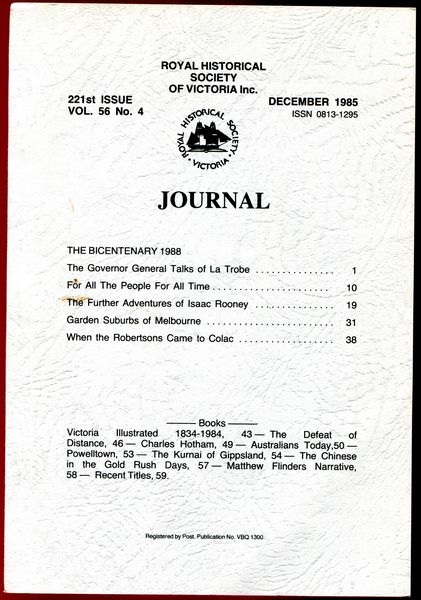 ROYAL HISTORICAL
SOCIETY
OF VICTORIA Inc.
221st ISSUE
VOL. 56 No. 4
DECEMBER 1985
ISSN 0813-1295
ROYAL HISTORICAL SOCIETY
• VICTORIA •
JOURNAL
THE BICENTENARY 1988
The Governor General Talks of La Trobe ............... 1
For All The People For All Time ...................... 10
The Further Adventures of Isaac Rooney ............... 19
Garden Suburbs of Melbourne ........................ 31
When the Robertsons Came to Colac .................. 38
——— Books ———
Victoria Illustrated 1834-1984, 43 — The Defeat of
Distance, 46 — Charles Hotham, 49 — Australians Today,50 —
Powelltown, 53 — The Kurnai of Gippsland, 54 — The Chinese
in the Gold Rush Days, 57 — Matthew Flinders Narrative,
58 — Recent Titles, 59.
Registered by Post. Publication No. VBQ 1300.